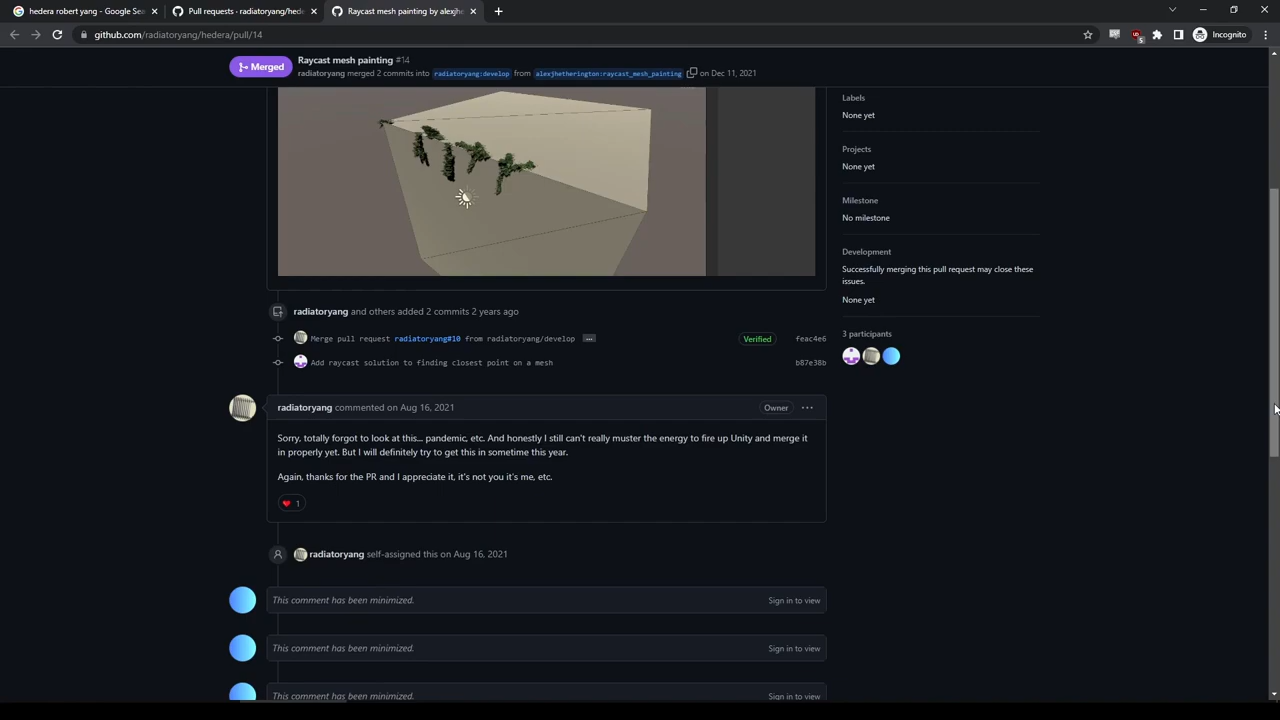 hedera robert yang - Google Sea
Pull requests · radiatoryang/hede
Raycast mesh painting by alexjhe
github.com/radiatoryang/hedera/pull/14
5
Incognito
Merged
Raycast mesh painting #14
radiatoryang merged 2 commits into radiatoryang:develop from alexjhetherington:raycast_mesh_painting on Dec 11, 2021
Labels
None yet
Projects
None yet
Milestone
No milestone
Development
Successfully merging this pull request may close these
issues.
None yet
3 participants
radiatoryang and others added 2 commits 2 years ago
Merge pull request radiatoryang#10 from radiatoryang/develop ... Verified feac4e6
Add raycast solution to finding closest point on a mesh b87e38b
radiatoryang commented on Aug 16, 2021 Owner ...
Sorry, totally forgot to look at this... pandemic, etc. And honestly I still can't really muster the energy to fire up Unity and merge it
in properly yet. But I will definitely try to get this in sometime this year.
Again, thanks for the PR and I appreciate it, it's not you it's me, etc.
1
radiatoryang self-assigned this on Aug 16, 2021
This comment has been minimized. Sign in to view
This comment has been minimized. Sign in to view
This comment has been minimized. Sign in to view